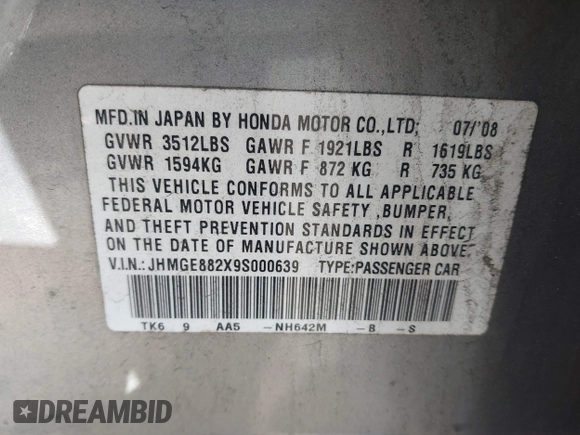 MFD.IN JAPAN BY HONDA MOTOR CO.,LTD; 07/'08
GVWR 3512LBS GAWR F 1921LBS R 1619LBS
GVWR 1594KG GAWR F 872 KG R 735 KG
THIS VEHICLE CONFORMS TO ALL APPLICABLE
FEDERAL MOTOR VEHICLE SAFETY ,BUMPER,
AND THEFT PREVENTION STANDARDS IN EFFECT
ON THE DATE OF MANUFACTURE SHOWN ABOVE.
V.I.N.: JHMGE882X9S000639 TYPE:PASSENGER CAR
TK6 9 AA5 -NH642M -B -S
DREAMBID